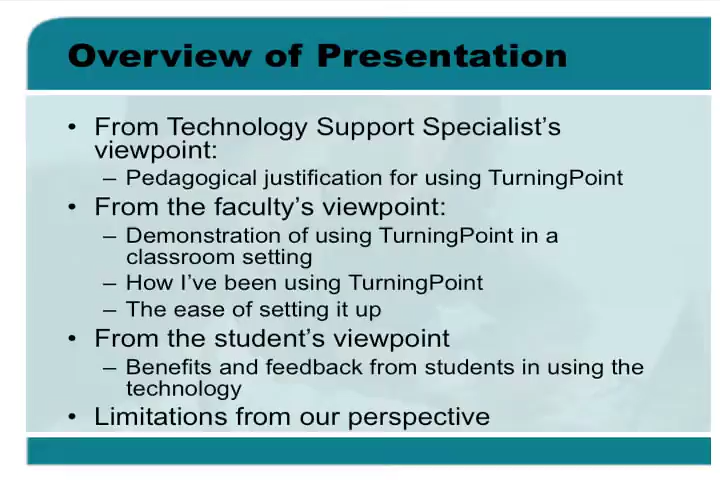 Overview of Presentation
• From Technology Support Specialist’s
viewpoint:
– Pedagogical justification for using TurningPoint
• From the faculty’s viewpoint:
– Demonstration of using TurningPoint in a
classroom setting
– How I’ve been using TurningPoint
– The ease of setting it up
• From the student’s viewpoint
– Benefits and feedback from students in using the
technology
• Limitations from our perspective